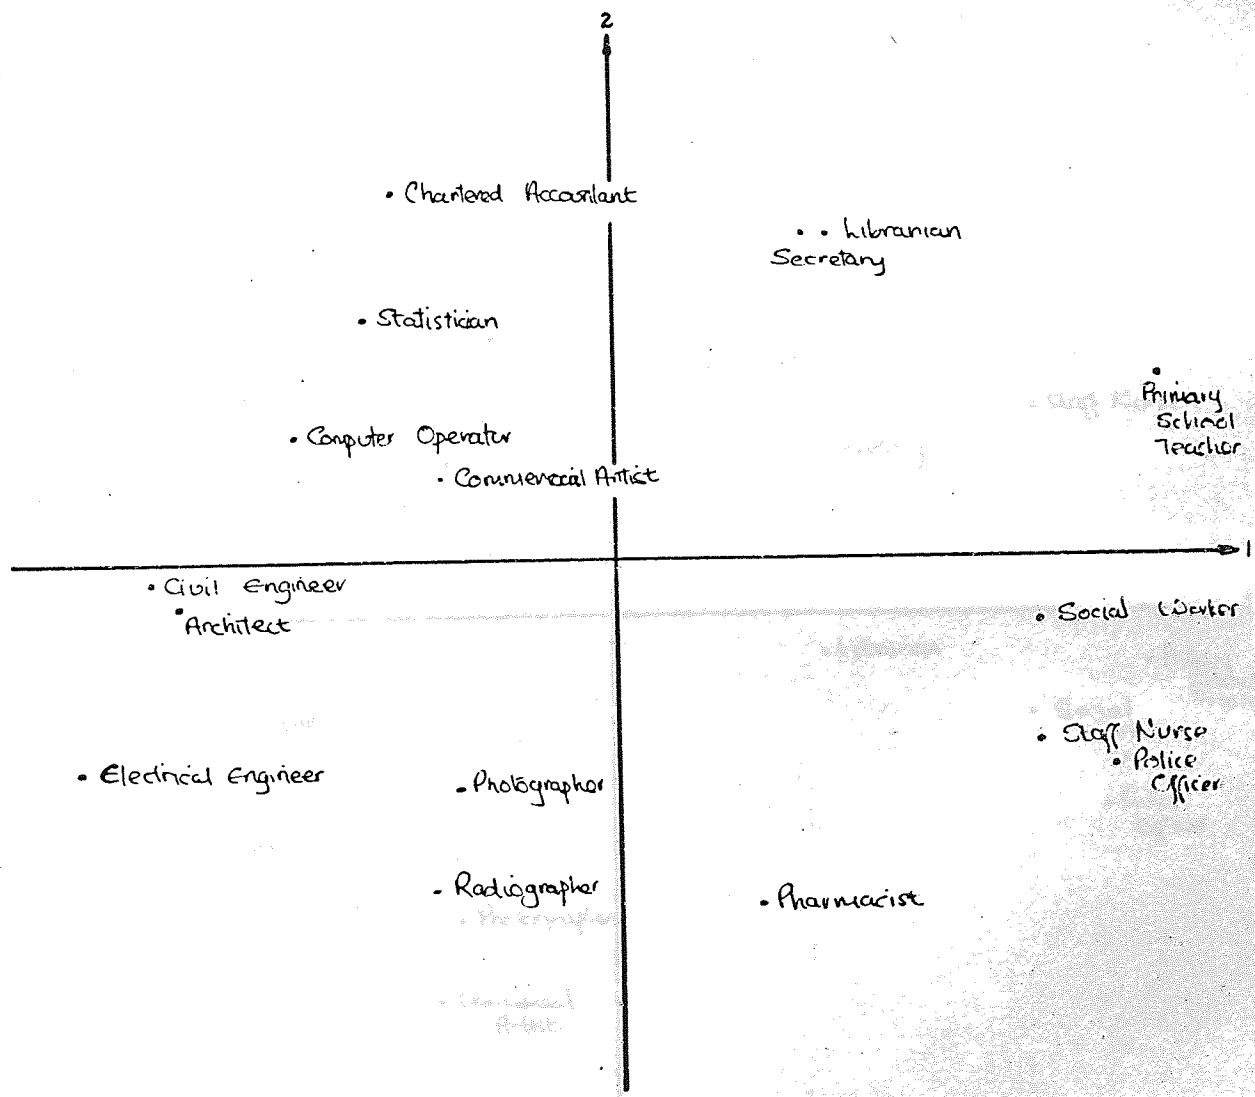 2
Chartered Accountant
Librarian
Secretary
Statistician
Primary
School
Teacher
Computer Operator
Commercial Artist
1
Civil Engineer
Architect
Social Worker
Staff Nurse
Police
Officer
Electrical Engineer
Photographer
Radiographer
Pharmacist